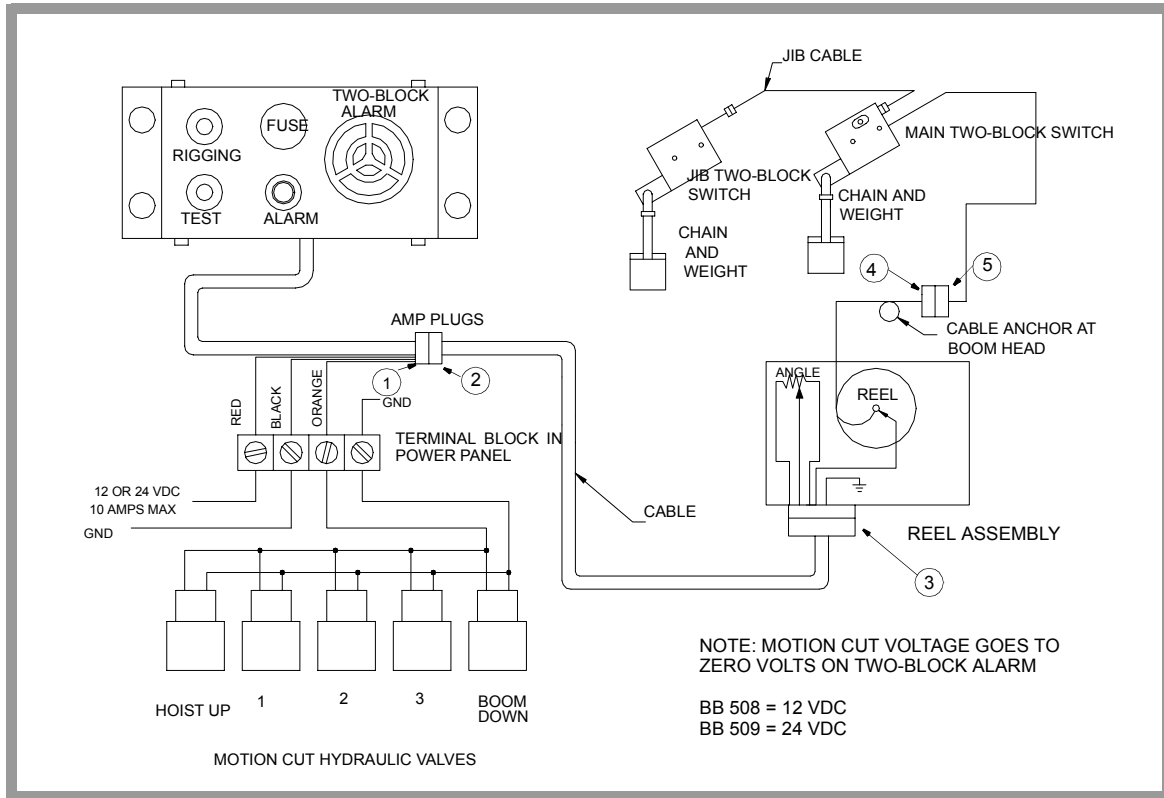 TWO-BLOCK
ALARM
FUSE
RIGGING
TEST
ALARM
JIB CABLE
MAIN TWO-BLOCK SWITCH
JIB TWO-BLOCK
SWITCH
CHAIN AND
WEIGHT
CHAIN
AND
WEIGHT
4
5
CABLE ANCHOR AT
BOOM HEAD
AMP PLUGS
1
2
RED
BLACK
ORANGE
GND
TERMINAL BLOCK IN
POWER PANEL
12 OR 24 VDC
10 AMPS MAX
GND
CABLE
ANGLE
REEL
REEL ASSEMBLY
3
HOIST UP
1
2
3
BOOM
DOWN
MOTION CUT HYDRAULIC VALVES
NOTE: MOTION CUT VOLTAGE GOES TO
ZERO VOLTS ON TWO-BLOCK ALARM
BB 508 = 12 VDC
BB 509 = 24 VDC